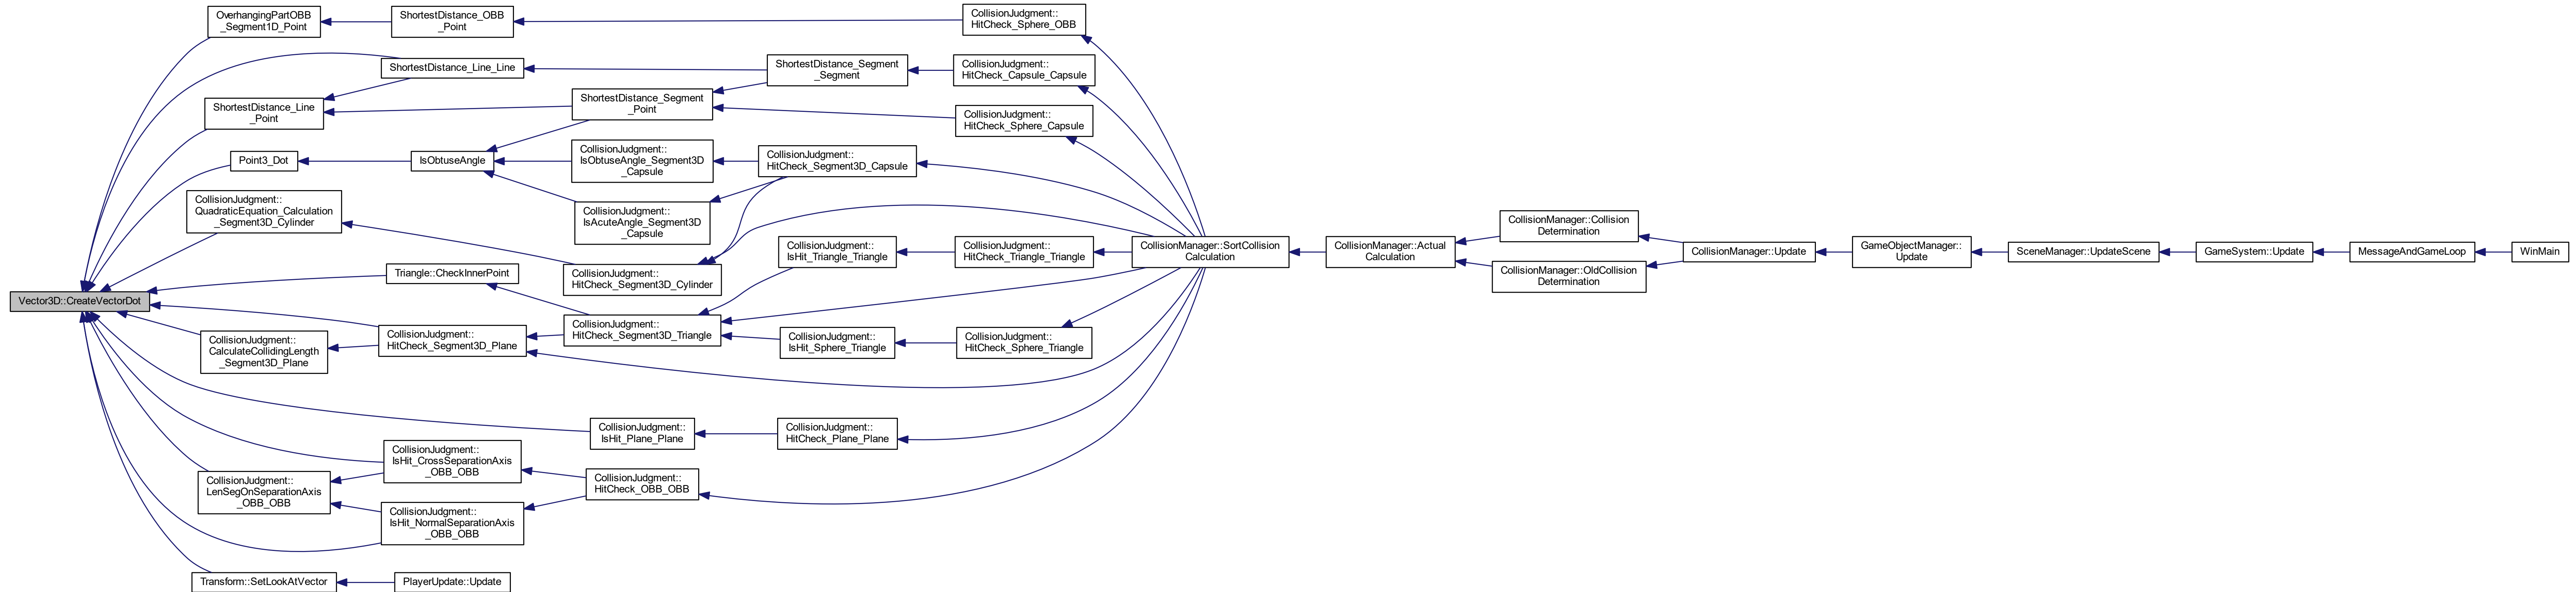 OverhangingPartOBB
_Segment1D_Point
ShortestDistance_OBB
_Point
CollisionJudgment::
HitCheck_Sphere_OBB
ShortestDistance_Line_Line
ShortestDistance_Segment
_Segment
CollisionJudgment::
HitCheck_Capsule_Capsule
ShortestDistance_Line
_Point
ShortestDistance_Segment
_Point
CollisionJudgment::
HitCheck_Sphere_Capsule
Point3_Dot
IsObtuseAngle
CollisionJudgment::
IsObtuseAngle_Segment3D
_Capsule
CollisionJudgment::
HitCheck_Segment3D_Capsule
CollisionJudgment::
QuadraticEquation_Calculation
_Segment3D_Cylinder
CollisionJudgment::
IsAcuteAngle_Segment3D
_Capsule
CollisionJudgment::
IsHit_Triangle_Triangle
CollisionJudgment::
HitCheck_Triangle_Triangle
CollisionManager::SortCollision
Calculation
CollisionManager::Actual
Calculation
CollisionManager::Collision
Determination
CollisionManager::OldCollision
Determination
CollisionManager::Update
GameObjectManager::
Update
SceneManager::UpdateScene
GameSystem::Update
MessageAndGameLoop
WinMain
Triangle::CheckInnerPoint
CollisionJudgment::
HitCheck_Segment3D_Cylinder
Vector3D::CreateVectorDot
CollisionJudgment::
CalculateCollidingLength
_Segment3D_Plane
CollisionJudgment::
HitCheck_Segment3D_Plane
CollisionJudgment::
HitCheck_Segment3D_Triangle
CollisionJudgment::
IsHit_Sphere_Triangle
CollisionJudgment::
HitCheck_Sphere_Triangle
CollisionJudgment::
IsHit_Plane_Plane
CollisionJudgment::
HitCheck_Plane_Plane
CollisionJudgment::
LenSegOnSeparationAxis
_OBB_OBB
CollisionJudgment::
IsHit_CrossSeparationAxis
_OBB_OBB
CollisionJudgment::
HitCheck_OBB_OBB
CollisionJudgment::
IsHit_NormalSeparationAxis
_OBB_OBB
Transform::SetLookAtVector
PlayerUpdate::Update